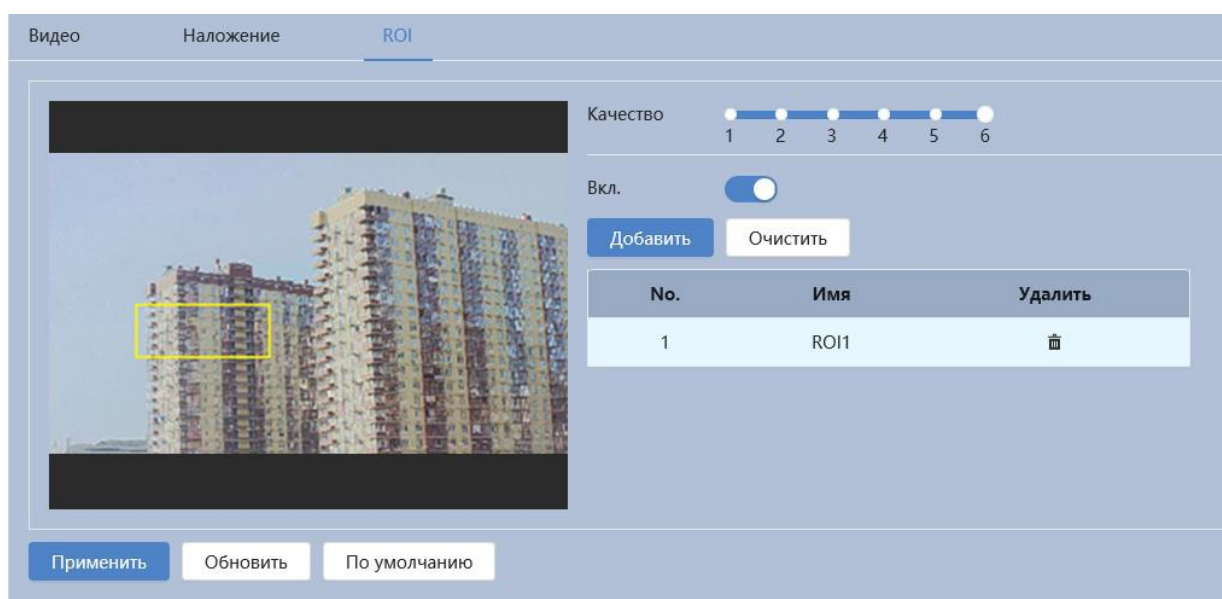 Видео Наложение ROI
Качество
1 2 3 4 5 6
Вкл.
Добавить Очистить
No. Имя Удалить
1 ROI1
Применить Обновить По умолчанию